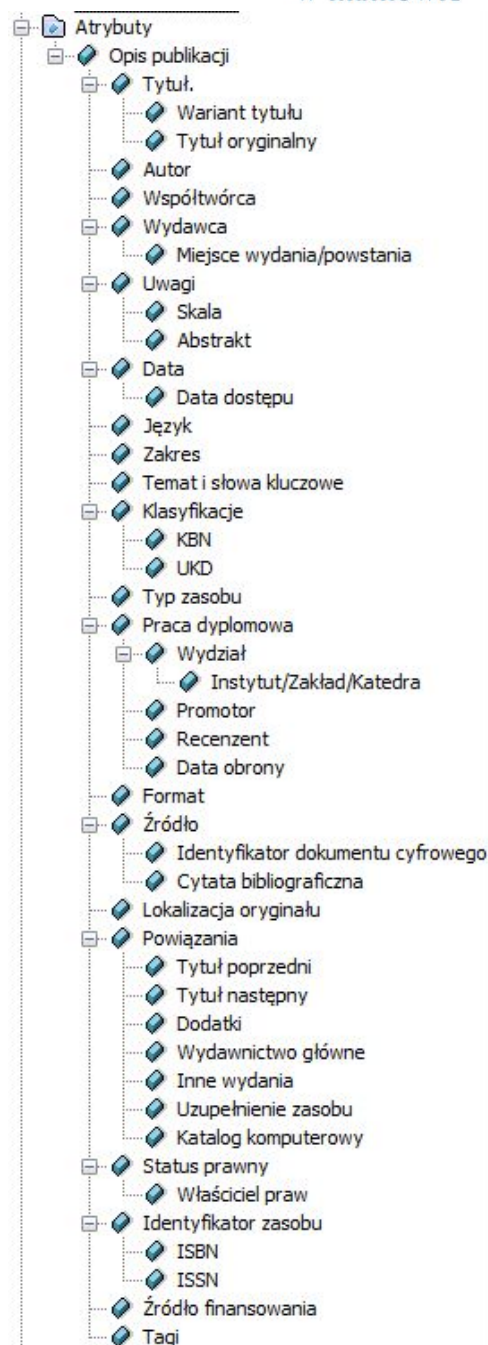 Atrybuty
Opis publikacji
Tytuł.
Wariant tytułu
Tytuł oryginalny
Autor
Współtwórca
Wydawca
Miejsce wydania/powstania
Uwagi
Skala
Abstrakt
Data
Data dostępu
Język
Zakres
Temat i słowa kluczowe
Klasyfikacje
KBN
UKD
Typ zasobu
Praca dyplomowa
Wydział
Instytut/Zakład/Katedra
Promotor
Recenzent
Data obrony
Format
Źródło
Identyfikator dokumentu cyfrowego
Cytata bibliograficzna
Lokalizacja oryginału
Powiązania
Tytuł poprzedni
Tytuł następny
Dodatki
Wydawnictwo główne
Inne wydania
Uzupełnienie zasobu
Katalog komputerowy
Status prawny
Właściciel praw
Identyfikator zasobu
ISBN
ISSN
Źródło finansowania
Tagi